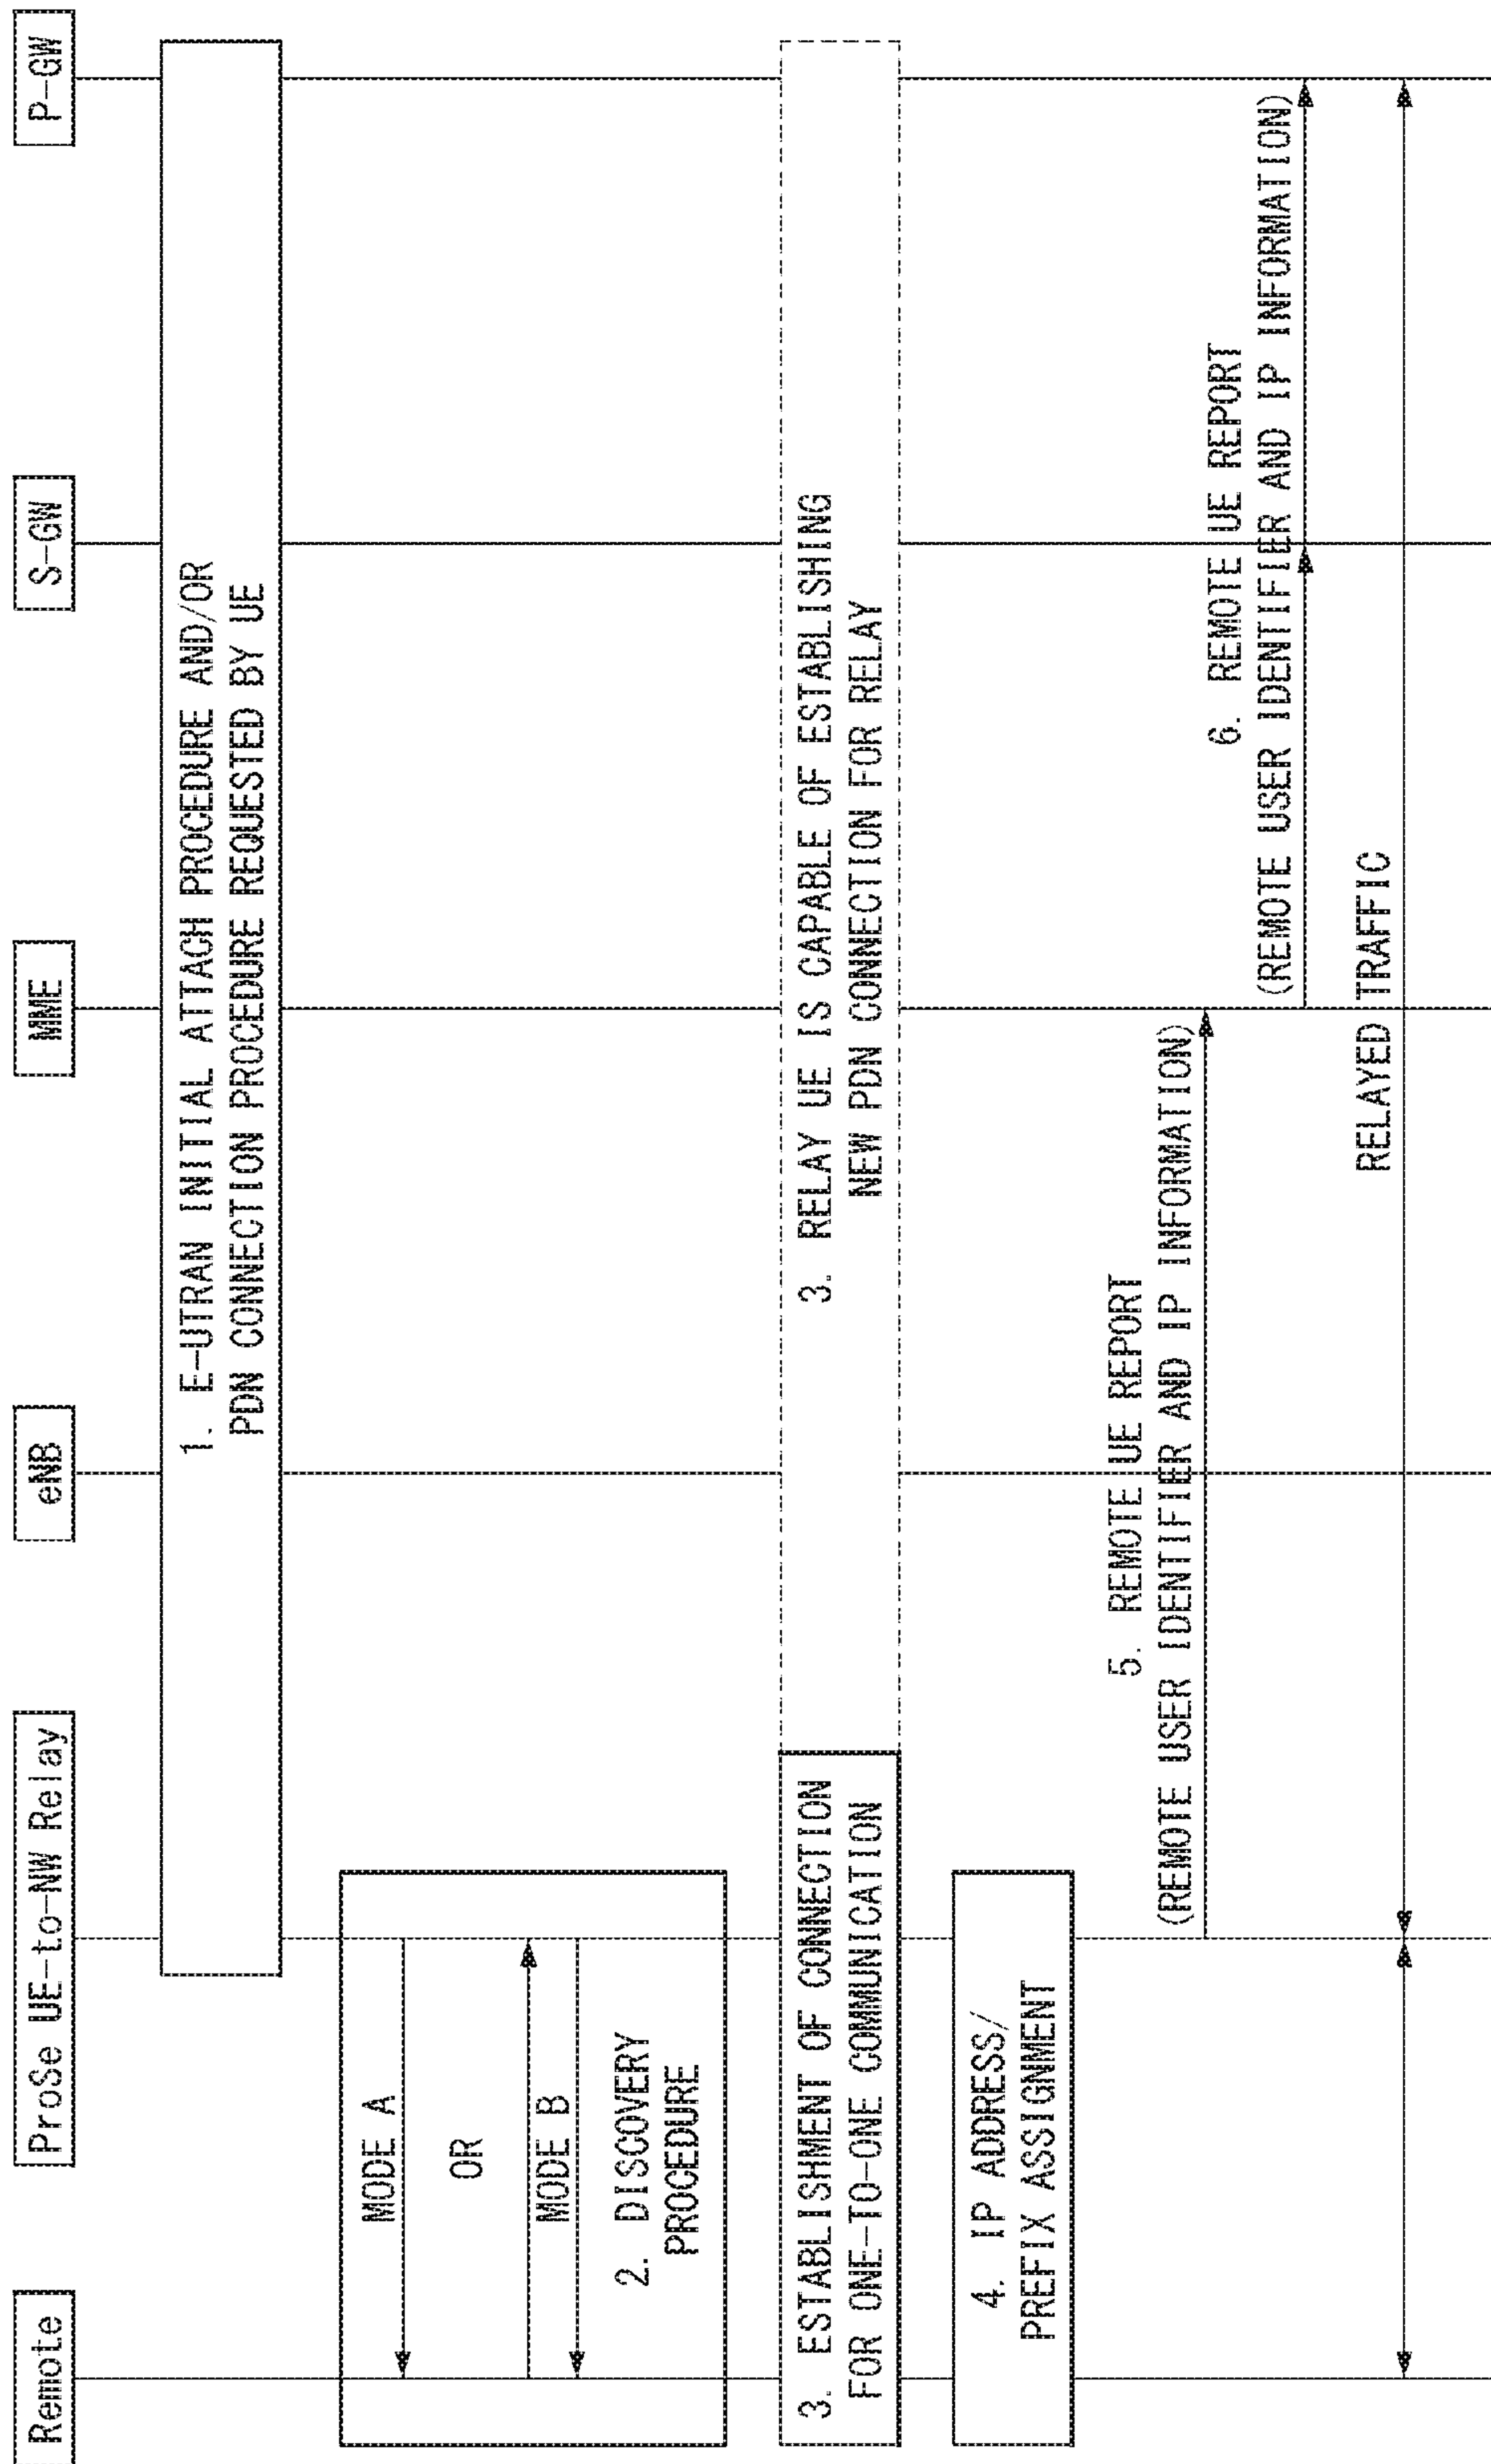 Remote
ProSe UE-to-NW Relay
eNB
MME
S-GW
P-GW
1. E-UTRAN INITIAL ATTACH PROCEDURE AND/OR
PDN CONNECTION PROCEDURE REQUESTED BY UE
MODE A
OR
MODE B
2. DISCOVERY
PROCEDURE
3. ESTABLISHMENT OF CONNECTION
FOR ONE-TO-ONE COMMUNICATION
3. RELAY UE IS CAPABLE OF ESTABLISHING
NEW PDN CONNECTION FOR RELAY
4. IP ADDRESS/
PREFIX ASSIGNMENT
5. REMOTE UE REPORT
(REMOTE USER IDENTIFIER AND IP INFORMATION)
6. REMOTE UE REPORT
(REMOTE USER IDENTIFIER AND IP INFORMATION)
RELAYED TRAFFIC